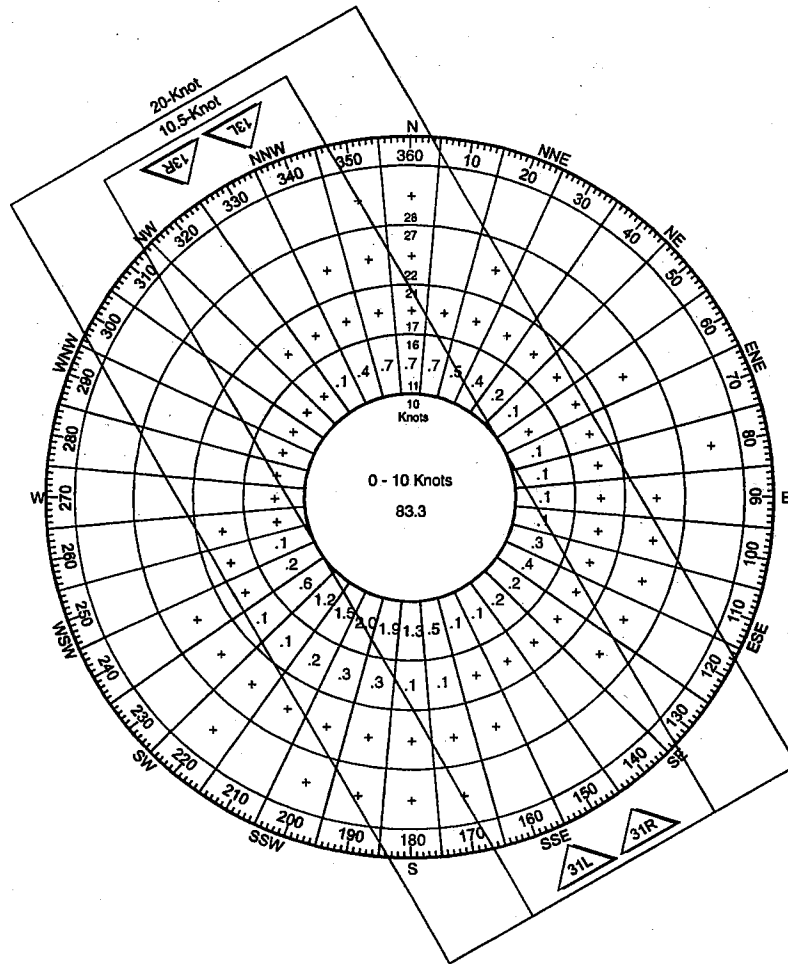 20-Knot
10.5-Knot
13R
13L
N
NNE
NE
ENE
E
ESE
SE
SSE
S
SSW
SW
WSW
W
WNW
NW
NNW
360
10
20
30
40
50
60
70
80
90
100
110
120
130
140
150
160
170
180
190
200
210
220
230
240
250
260
270
280
290
300
310
320
330
340
350
28
27
22
21
17
16
11
10
Knots
.1 .4 .7 .7 .7 .5 .4 .2 .1
.1
.1
.1
.1
.3
.4
.2
.2
.1
.1
.5
1.3
1.9
2.0
1.5
1.2
.6
.2
.1
0 - 10 Knots
83.3
.1
.1
.2
.3
.3
.1
.1
31L
31R